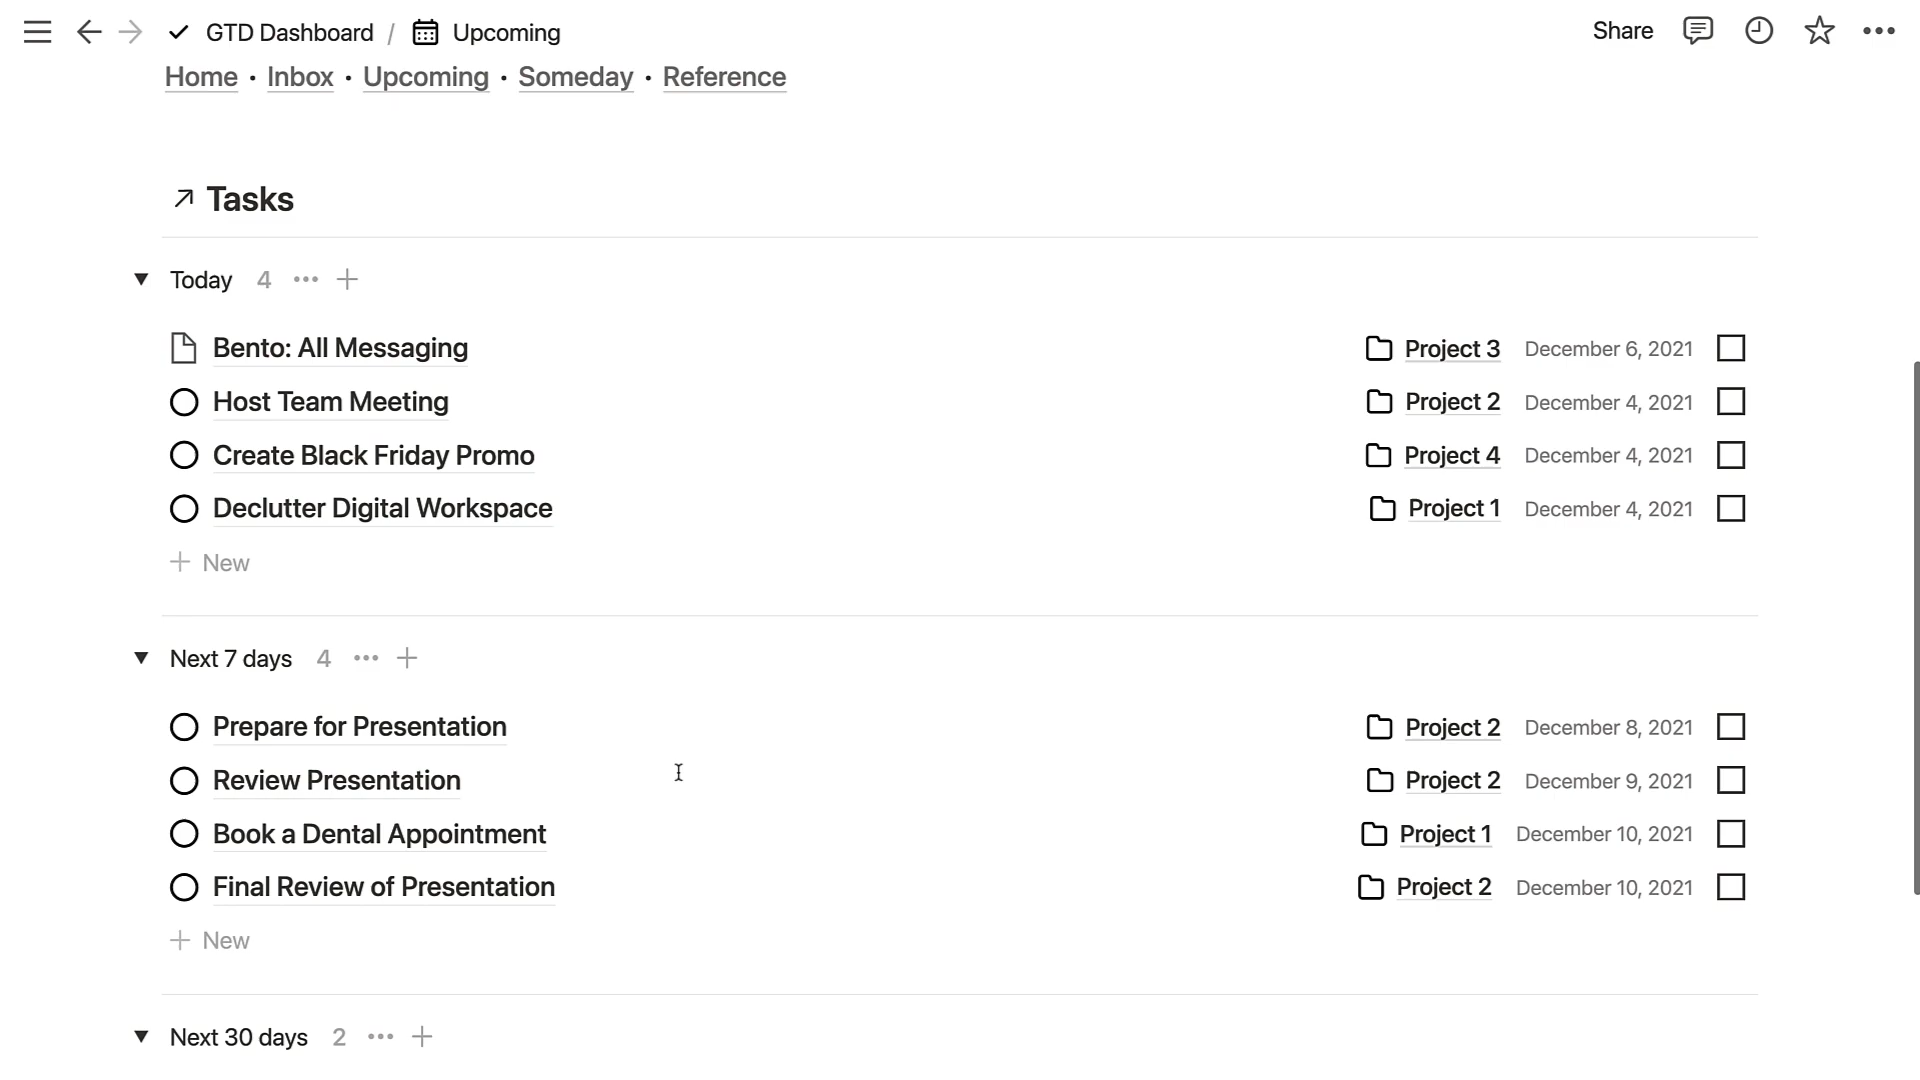 GTD Dashboard / Upcoming Share
Home • Inbox • Upcoming • Someday • Reference
Tasks
Today 4
Bento: All Messaging Project 3 December 6, 2021
Host Team Meeting Project 2 December 4, 2021
Create Black Friday Promo Project 4 December 4, 2021
Declutter Digital Workspace Project 1 December 4, 2021
New
Next 7 days 4
Prepare for Presentation Project 2 December 8, 2021
Review Presentation Project 2 December 9, 2021
Book a Dental Appointment Project 1 December 10, 2021
Final Review of Presentation Project 2 December 10, 2021
New
Next 30 days 2